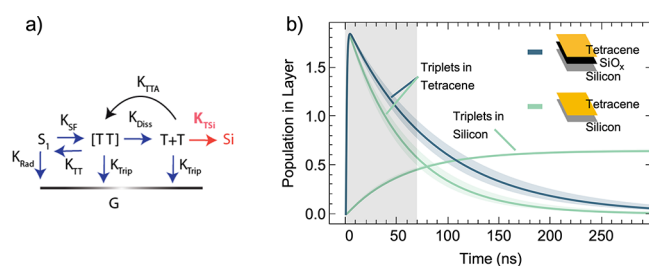 a)
K_TTA
K_SF
K_Diss
K_TSi
S_1
[T T]
T+T
Si
K_Rad
K_TT
K_Trip
K_Trip
G
b)
Population in Layer
1.5
1.0
0.5
0.0
Triplets in
Tetracene
Triplets in
Silicon
Tetracene
SiO_x
Silicon
Tetracene
Silicon
0
50
100
150
200
250
Time (ns)